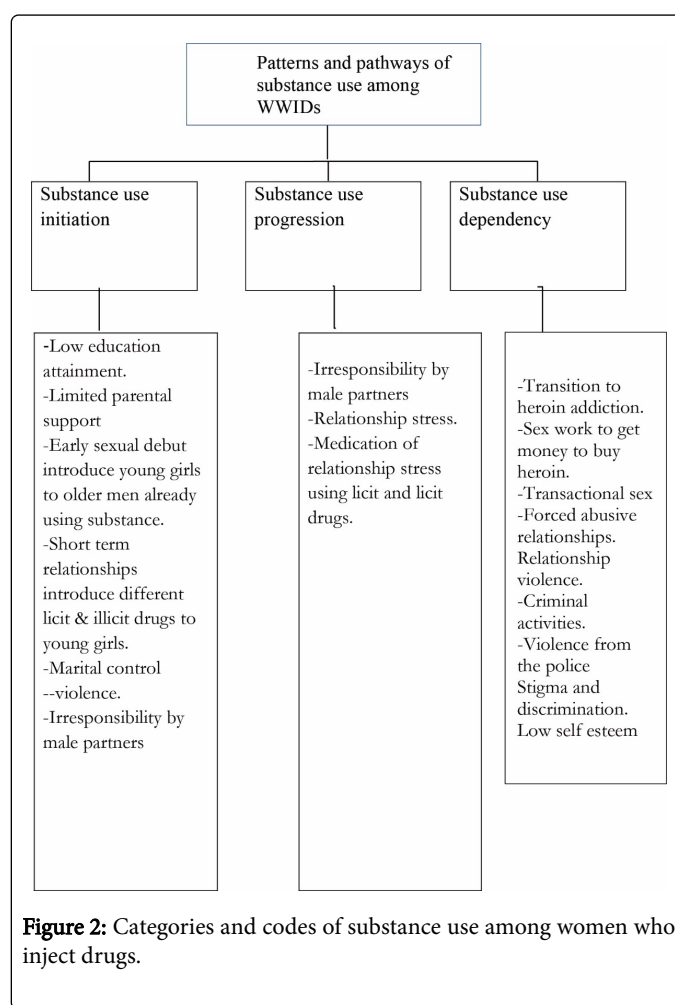 Patterns and pathways of
substance use among
WWIDs
Substance use
initiation
Substance use
progression
Substance use
dependency
-Low education
attainment.
-Limited parental
support
-Early sexual debut
introduce young girls
to older men already
using substance.
-Short term
relationships
introduce different
licit & illicit drugs to
young girls.
-Marital control
--violence.
-Irresponsibility by
male partners
-Irresponsibility by
male partners
-Relationship stress.
-Medication of
relationship stress
using licit and licit
drugs.
-Transition to
heroin addiction.
-Sex work to get
money to buy
heroin.
-Transactional sex
-Forced abusive
relationships.
Relationship
violence.
-Criminal
activities.
-Violence from
the police
Stigma and
discrimination.
Low self esteem
Figure 2: Categories and codes of substance use among women who
inject drugs.